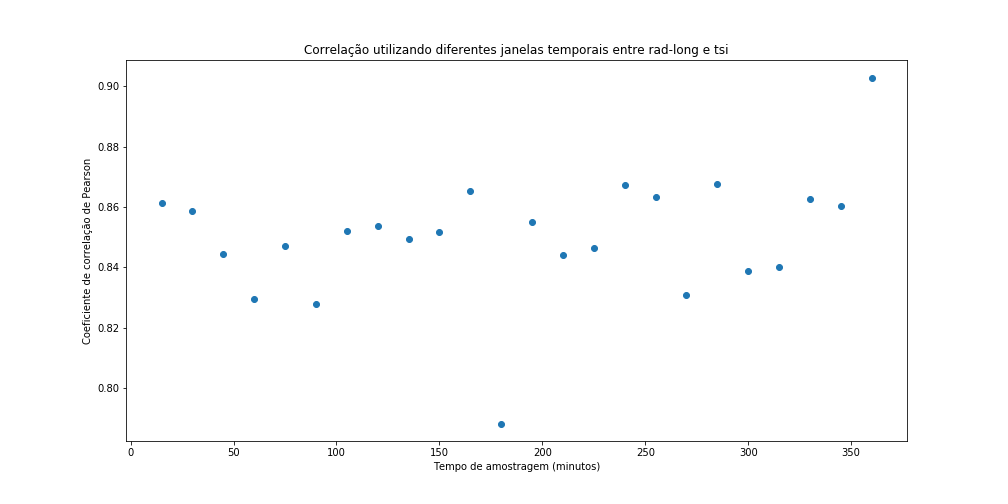 Correlação utilizando diferentes janelas temporais entre rad-long e tsi
0.90
0.88
0.86
0.84
0.82
0.80
Coeficiente de correlação de Pearson
0 50 100 150 200 250 300 350
Tempo de amostragem (minutos)